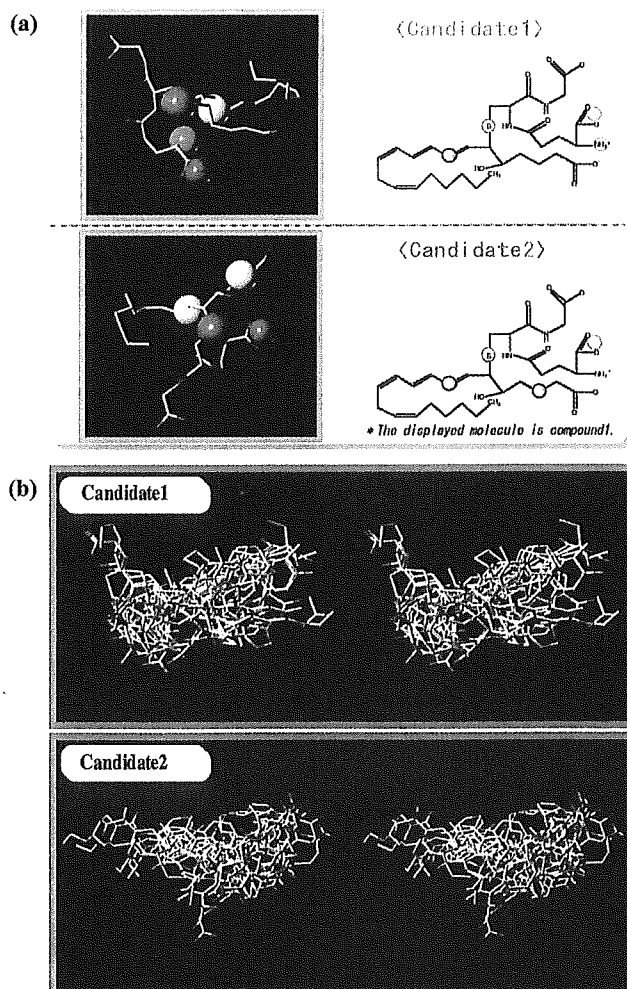 (a)
〈Candidate1〉
〈Candidate2〉
* The displayed molecule is compound1.
(b)
Candidate1
Candidate2